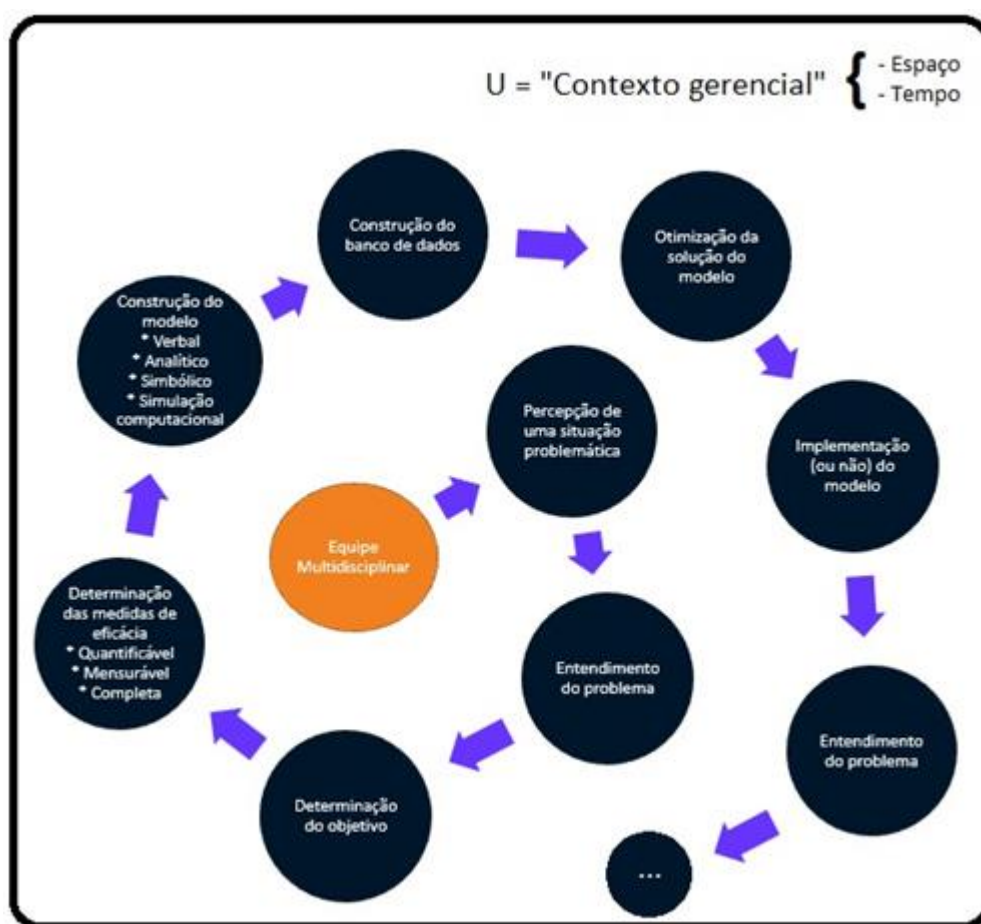 U = "Contexto gerencial" { - Espaço
- Tempo
Equipe
Multidisciplinar
Percepção de
uma situação
problemática
Entendimento
do problema
Determinação
do objetivo
Determinação
das medidas de
eficácia
* Quantificável
* Mensurável
* Completa
Construção do
modelo
* Verbal
* Analítico
* Simbólico
* Simulação
computacional
Construção do
banco de dados
Otimização da
solução do
modelo
Implementação
(ou não) do
modelo
Entendimento
do problema
...